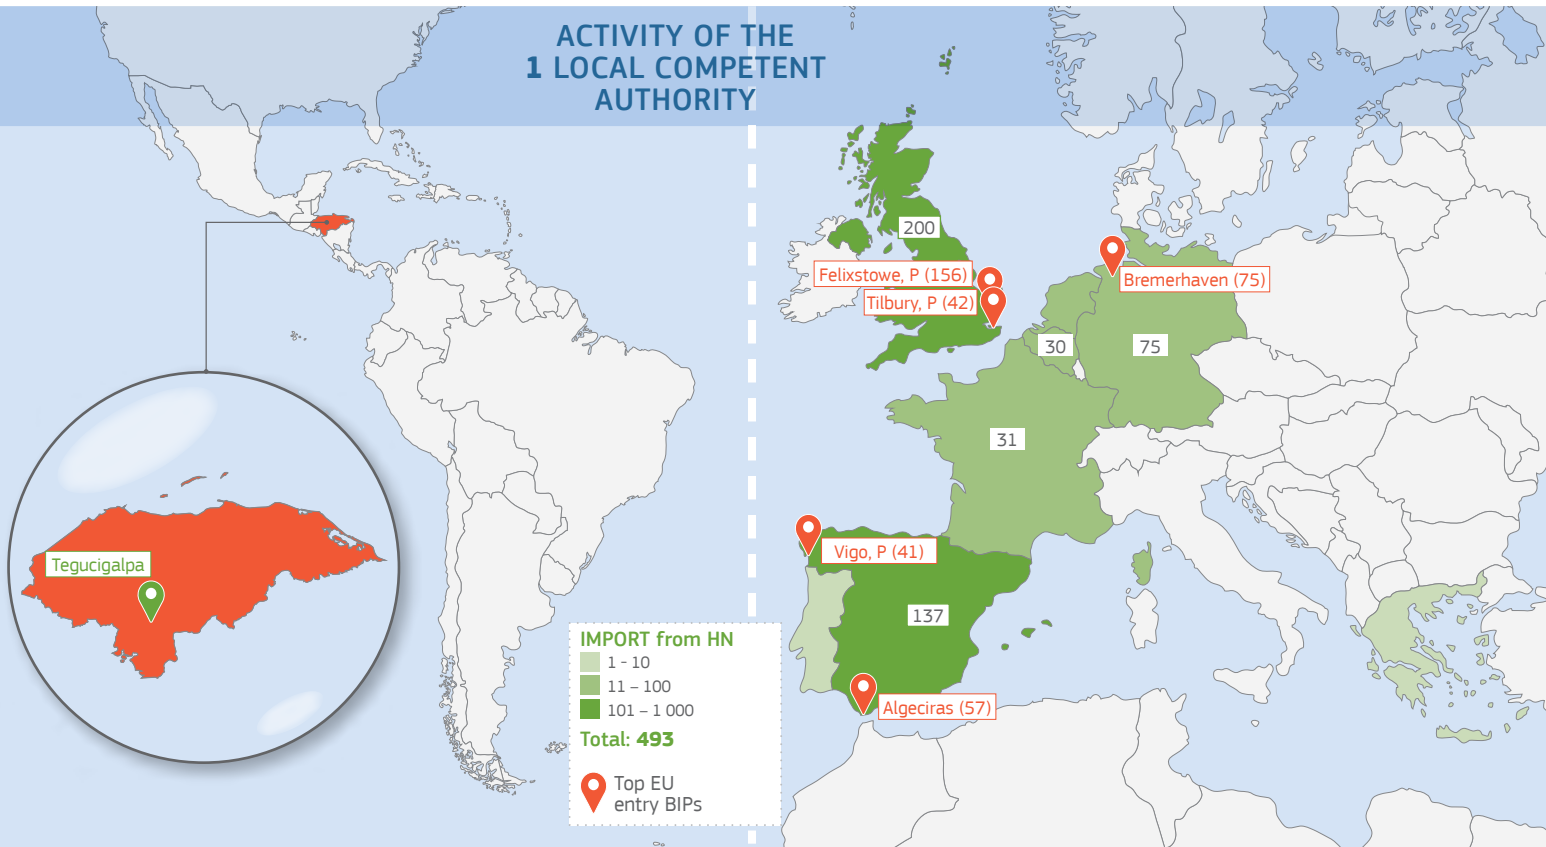 ACTIVITY OF THE
1 LOCAL COMPETENT
AUTHORITY
200
Felixstowe, P (156)
Tilbury, P (42)
Bremerhaven (75)
30
75
31
Vigo, P (41)
137
Algeciras (57)
Tegucigalpa
IMPORT from HN
1 - 10
11 – 100
101 – 1 000
Total: 493
Top EU
entry BIPs